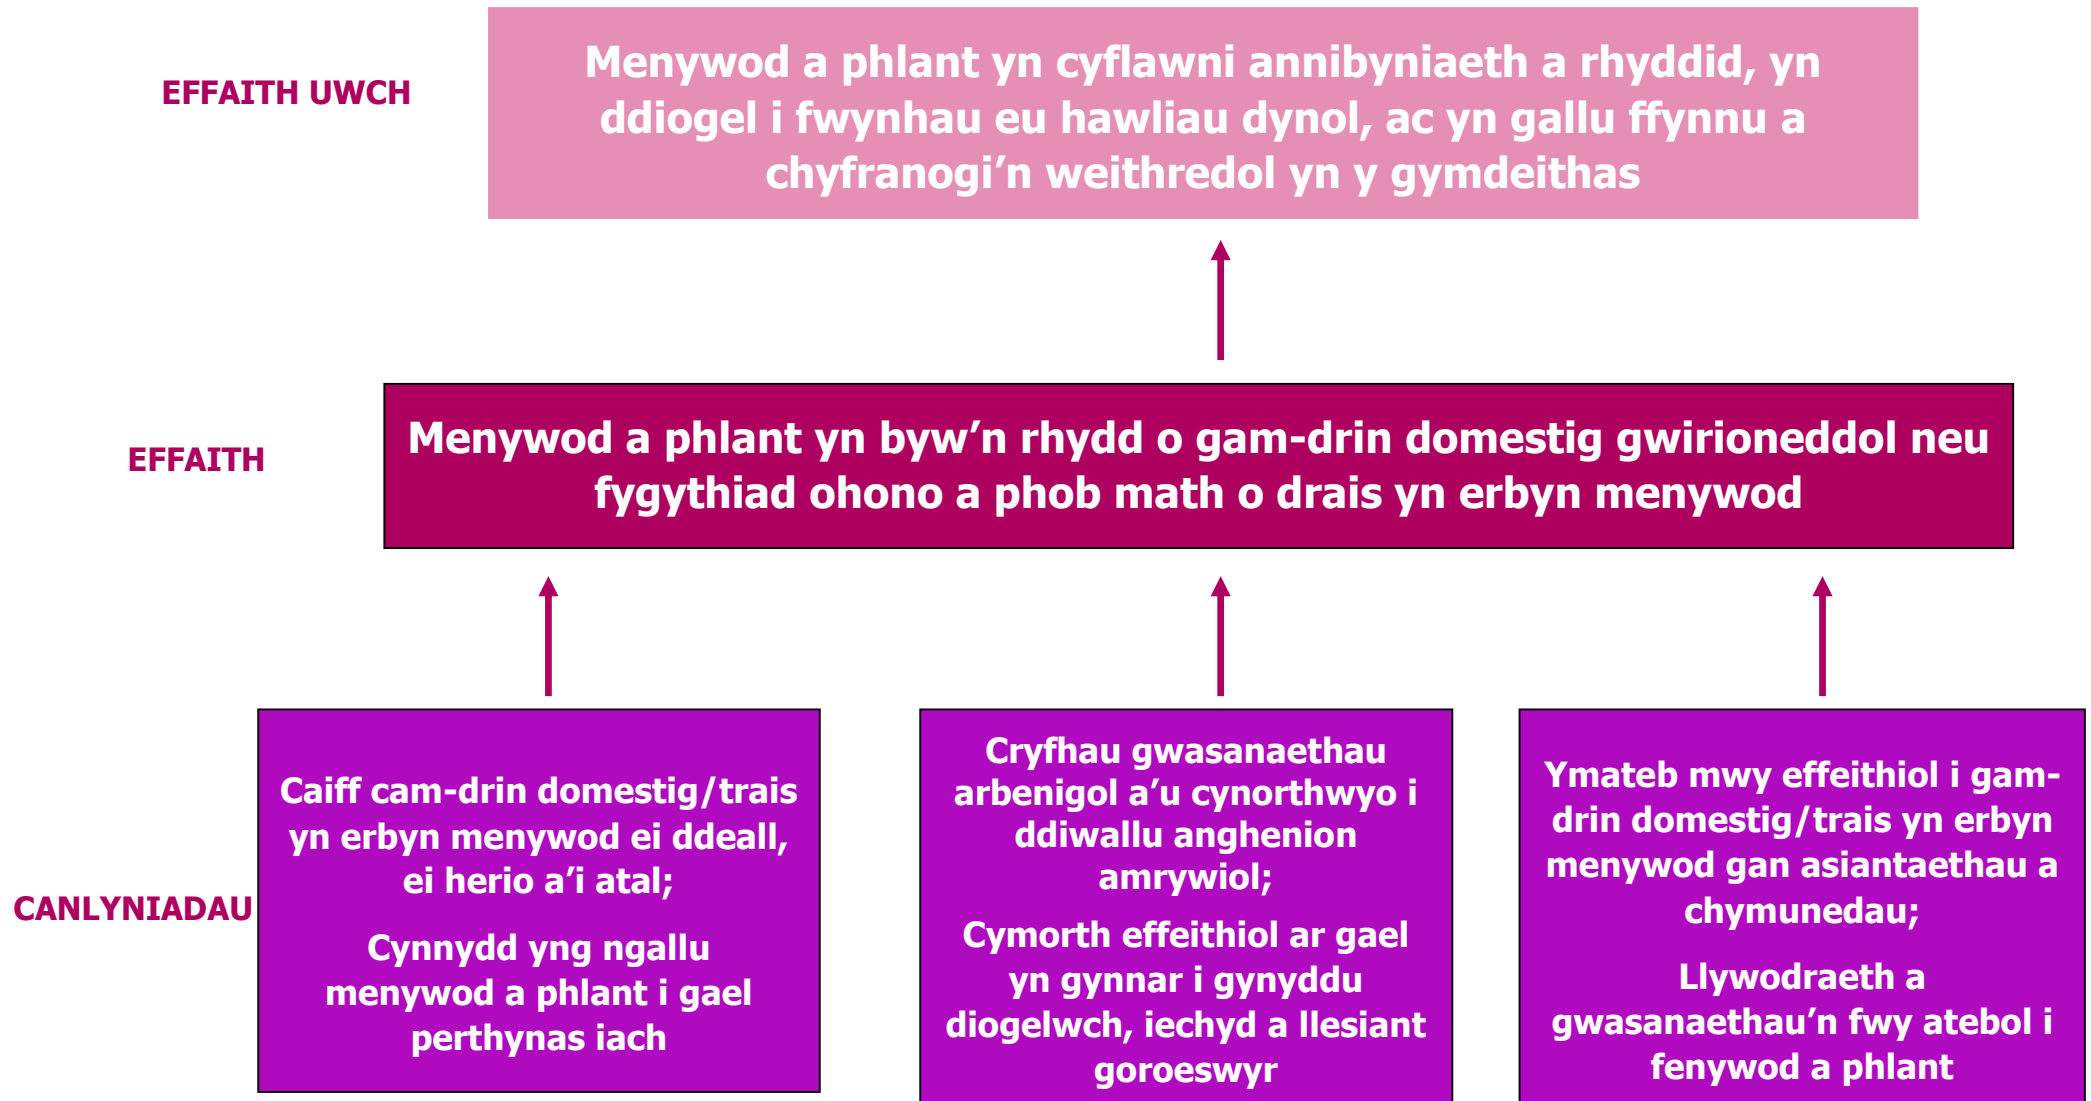 EFFAITH UWCH
Menywod a phlant yn cyflawni annibyniaeth a rhyddid, yn
ddiogel i fwynhau eu hawliau dynol, ac yn gallu ffynnu a
chyfranogi’n weithredol yn y gymdeithas
EFFAITH
Menywod a phlant yn byw’n rhydd o gam-drin domestig gwirioneddol neu
fygythiad ohono a phob math o drais yn erbyn menywod
CANLYNIADAU
Caiff cam-drin domestig/trais
yn erbyn menywod ei ddeall,
ei herio a’i atal;
Cynnydd yng ngallu
menywod a phlant i gael
perthynas iach
Cryfhau gwasanaethau
arbenigol a’u cynorthwyo i
ddiwallu anghenion
amrywiol;
Cymorth effeithiol ar gael
yn gynnar i gynyddu
diogelwch, iechyd a llesiant
goroeswyr
Ymateb mwy effeithiol i gam-
drin domestig/trais yn erbyn
menywod gan asiantaethau a
chymunedau;
Llywodraeth a
gwasanaethau’n fwy atebol i
fenywod a phlant